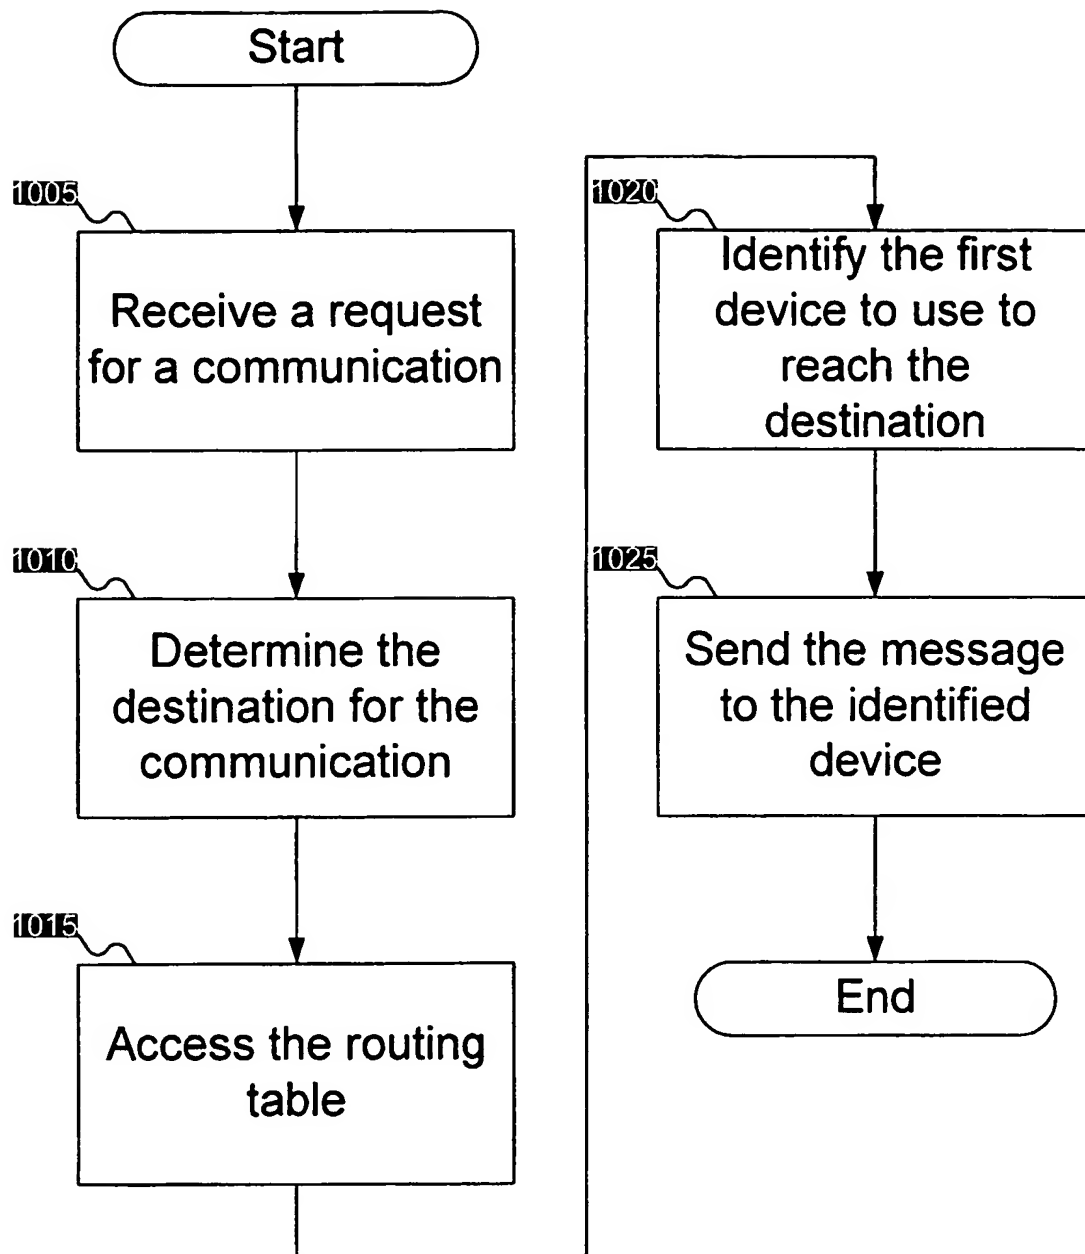 Start
1005
Receive a request
for a communication
1010
Determine the
destination for the
communication
1015
Access the routing
table
1020
Identify the first
device to use to
reach the
destination
1025
Send the message
to the identified
device
End